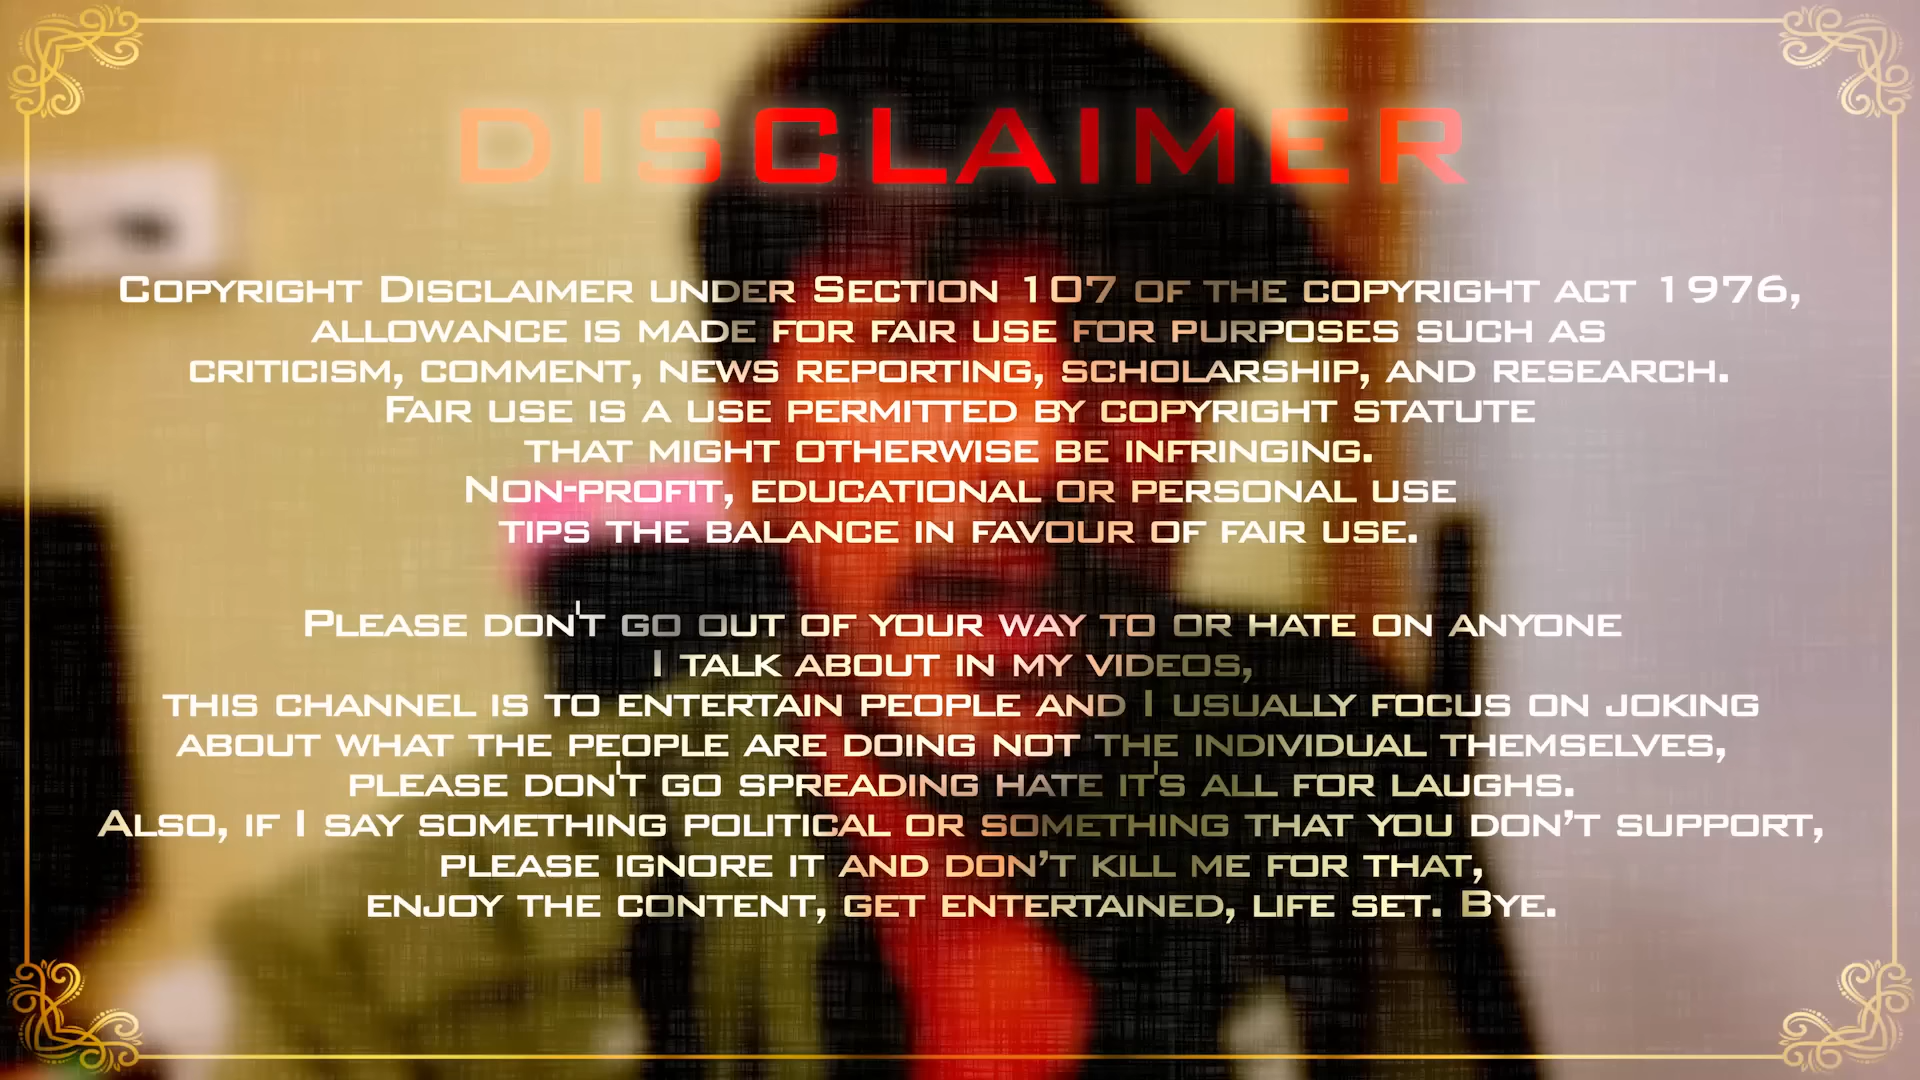 DISCLAIMER
Copyright Disclaimer under Section 107 of the copyright act 1976,
allowance is made for fair use for purposes such as
criticism, comment, news reporting, scholarship, and research.
Fair use is a use permitted by copyright statute
that might otherwise be infringing.
Non-profit, educational or personal use
tips the balance in favour of fair use.
Please don't go out of your way to or hate on anyone
I talk about in my videos,
this channel is to entertain people and I usually focus on joking
about what the people are doing not the individual themselves,
please don't go spreading hate it's all for laughs.
Also, if I say something political or something that you don’t support,
please ignore it and don’t kill me for that,
enjoy the content, get entertained, life set. Bye.